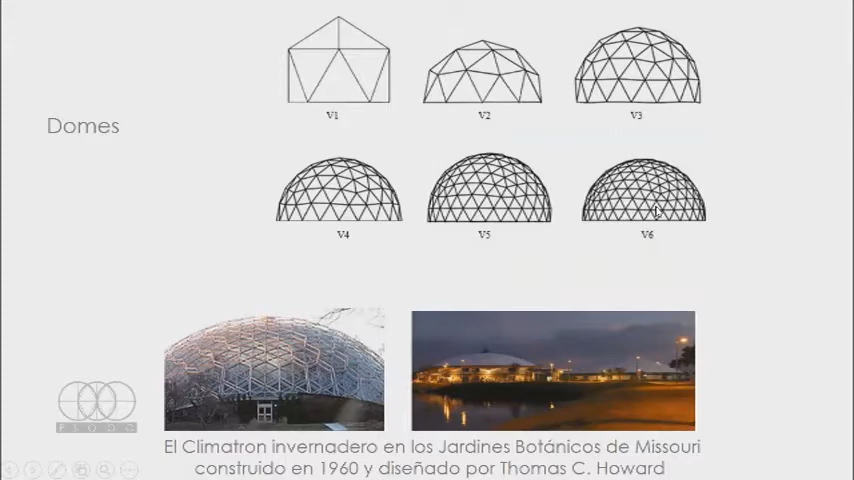 V1
V2
V3
Domes
V4
V5
V6
El Climatron invernadero en los Jardines Botánicos de Missouri
construido en 1960 y diseñado por Thomas C. Howard